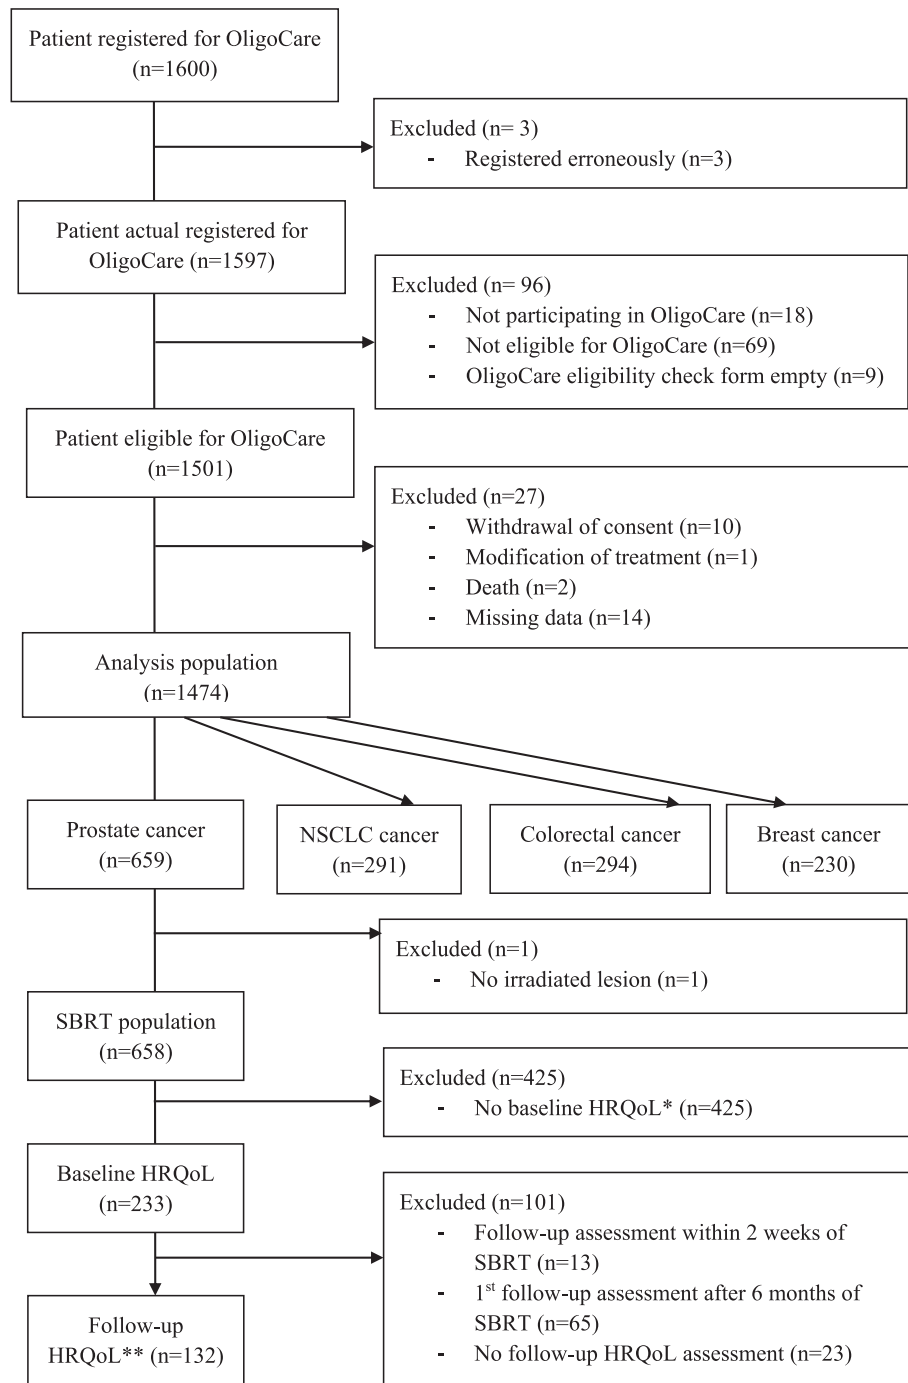 Patient registered for OligoCare
(n=1600)
Excluded (n= 3)
- Registered erroneously (n=3)
Patient actual registered for
OligoCare (n=1597)
Excluded (n= 96)
- Not participating in OligoCare (n=18)
- Not eligible for OligoCare (n=69)
- OligoCare eligibility check form empty (n=9)
Patient eligible for OligoCare
(n=1501)
Excluded (n=27)
- Withdrawal of consent (n=10)
- Modification of treatment (n=1)
- Death (n=2)
- Missing data (n=14)
Analysis population
(n=1474)
Prostate cancer
(n=659)
NSCLC cancer
(n=291)
Colorectal cancer
(n=294)
Breast cancer
(n=230)
Excluded (n=1)
- No irradiated lesion (n=1)
SBRT population
(n=658)
Excluded (n=425)
- No baseline HRQoL* (n=425)
Baseline HRQoL
(n=233)
Excluded (n=101)
- Follow-up assessment within 2 weeks of
SBRT (n=13)
- 1st follow-up assessment after 6 months of
SBRT (n=65)
- No follow-up HRQoL assessment (n=23)
Follow-up
HRQoL** (n=132)